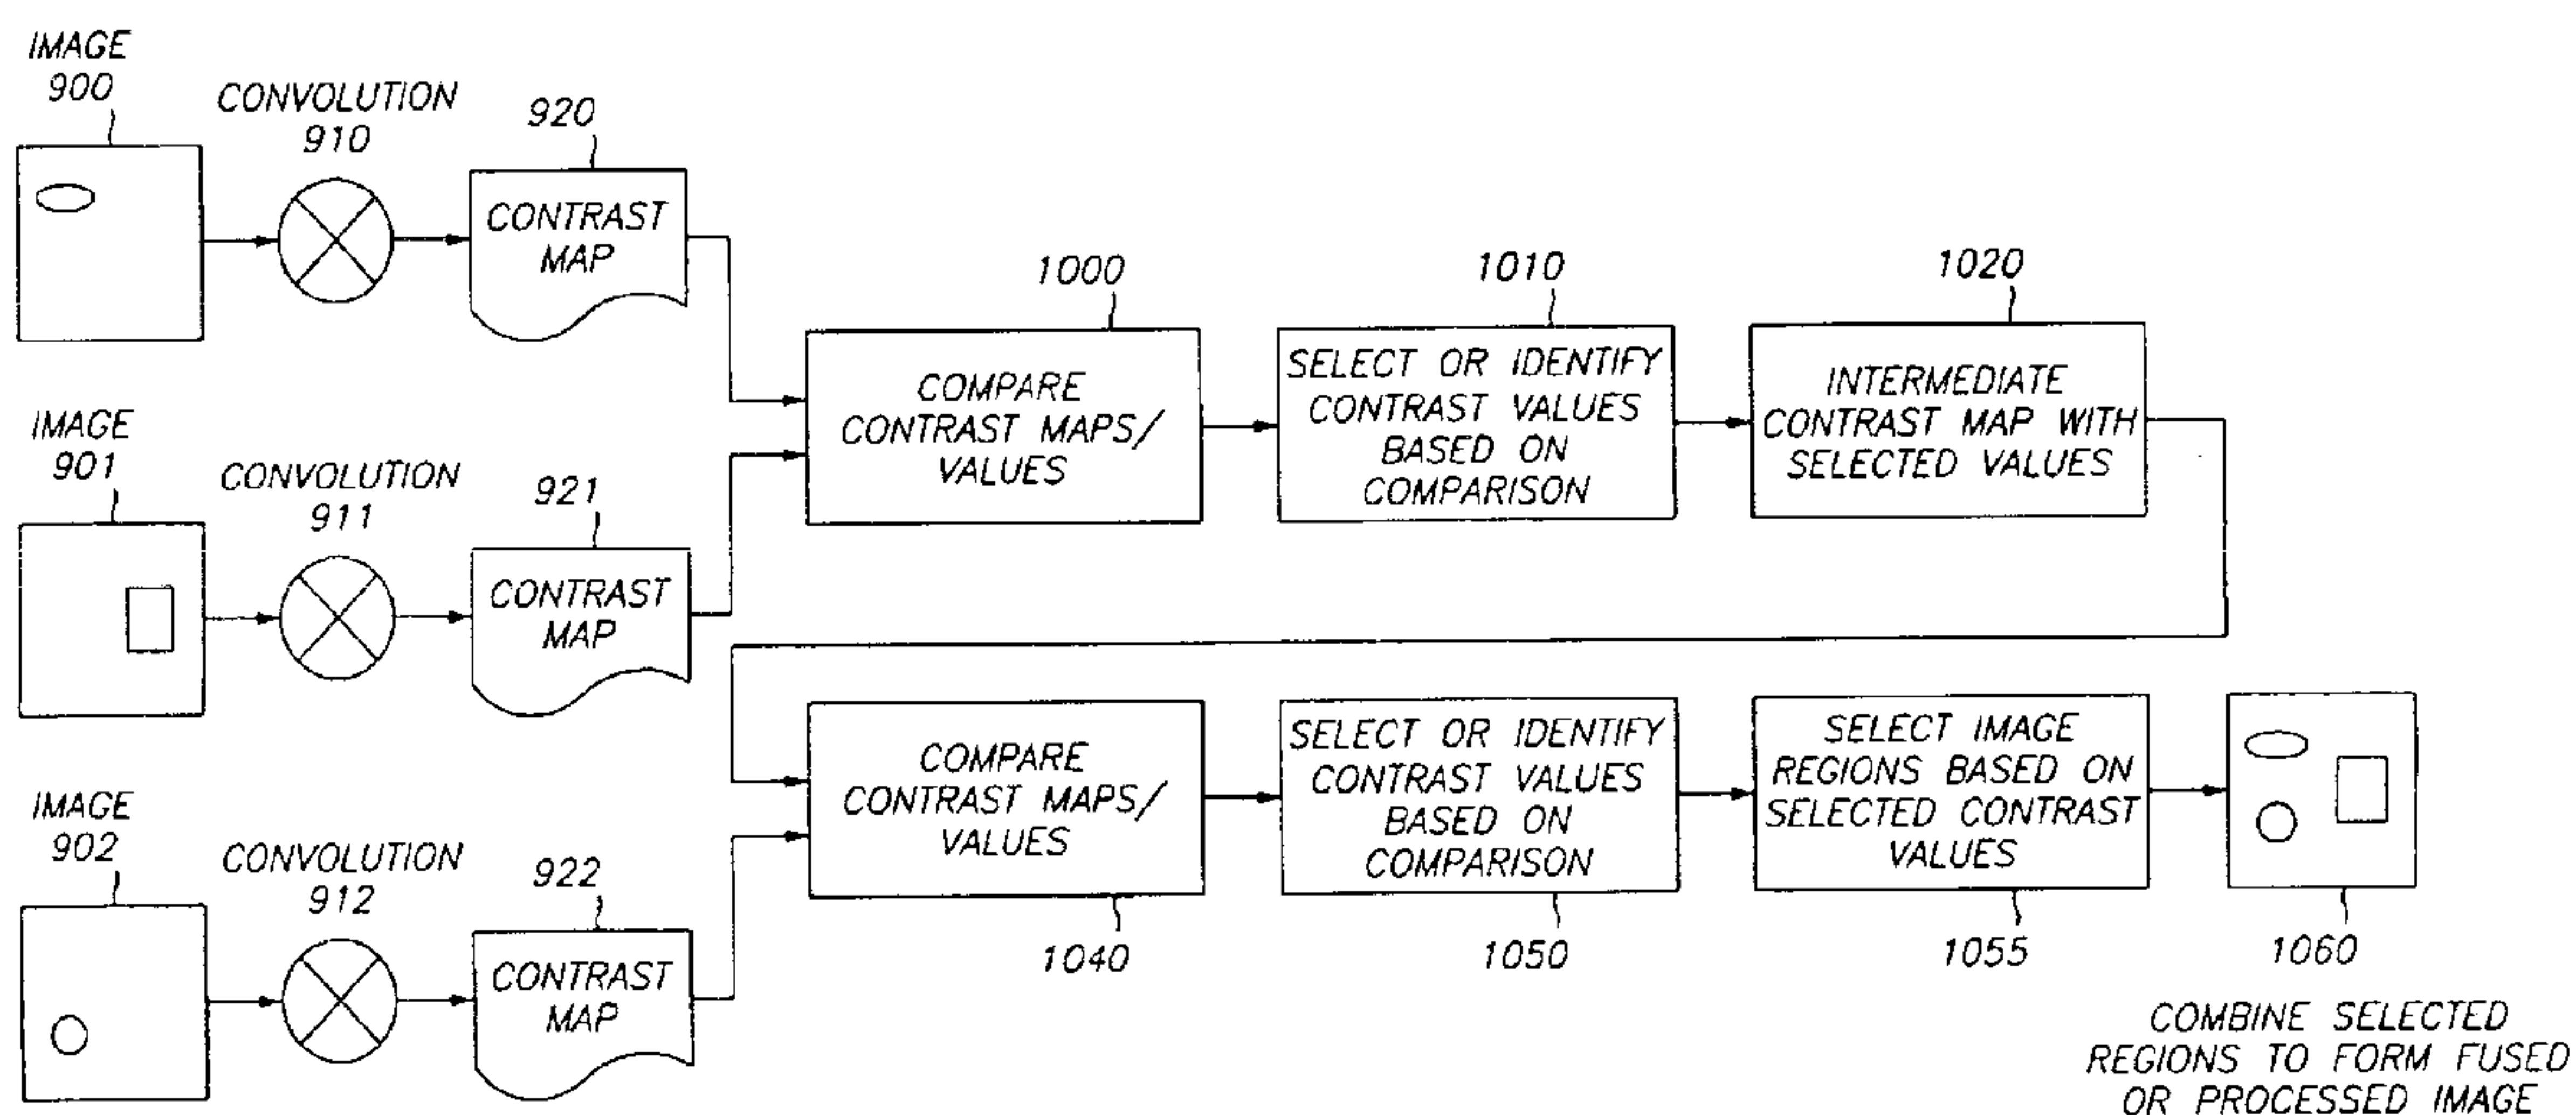 IMAGE
900
CONVOLUTION
910
920
CONTRAST
MAP
IMAGE
901
CONVOLUTION
911
921
CONTRAST
MAP
IMAGE
902
CONVOLUTION
912
922
CONTRAST
MAP
1000
COMPARE
CONTRAST MAPS/
VALUES
1010
SELECT OR IDENTIFY
CONTRAST VALUES
BASED ON
COMPARISON
1020
INTERMEDIATE
CONTRAST MAP WITH
SELECTED VALUES
COMPARE
CONTRAST MAPS/
VALUES
1040
SELECT OR IDENTIFY
CONTRAST VALUES
BASED ON
COMPARISON
1050
SELECT IMAGE
REGIONS BASED ON
SELECTED CONTRAST
VALUES
1055
1060
COMBINE SELECTED
REGIONS TO FORM FUSED
OR PROCESSED IMAGE